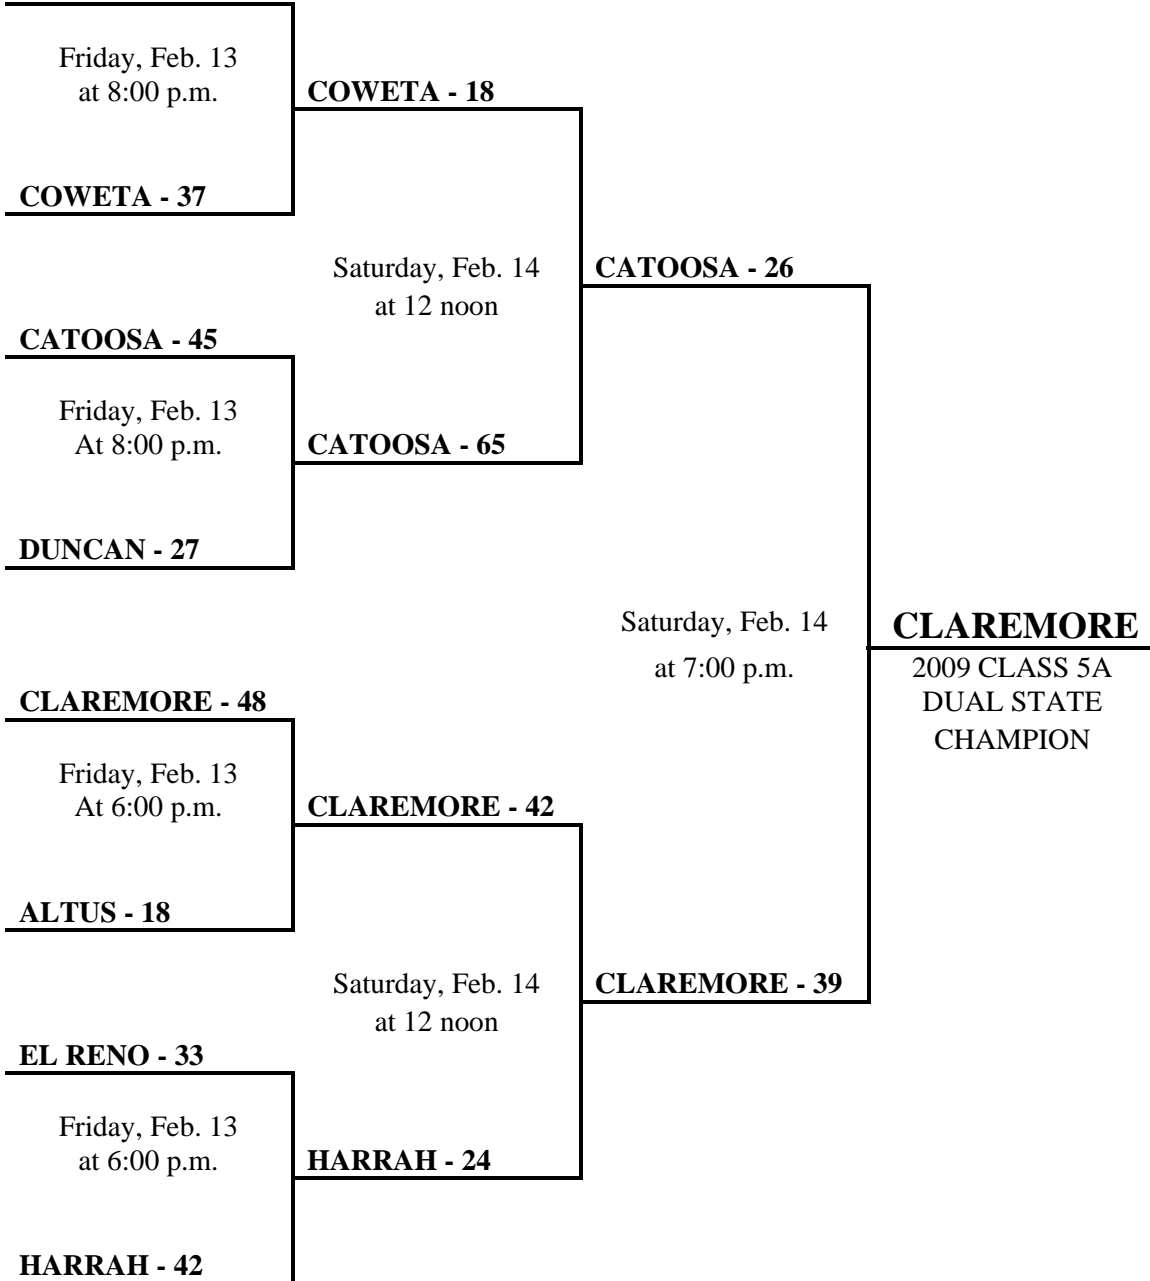 Friday, Feb. 13
at 8:00 p.m.
COWETA - 18
COWETA - 37
Saturday, Feb. 14
at 12 noon
CATOOSA - 26
CATOOSA - 45
Friday, Feb. 13
At 8:00 p.m.
CATOOSA - 65
DUNCAN - 27
Saturday, Feb. 14
at 7:00 p.m.
CLAREMORE
2009 CLASS 5A
DUAL STATE
CHAMPION
CLAREMORE - 48
Friday, Feb. 13
At 6:00 p.m.
CLAREMORE - 42
ALTUS - 18
Saturday, Feb. 14
at 12 noon
CLAREMORE - 39
EL RENO - 33
Friday, Feb. 13
at 6:00 p.m.
HARRAH - 24
HARRAH - 42